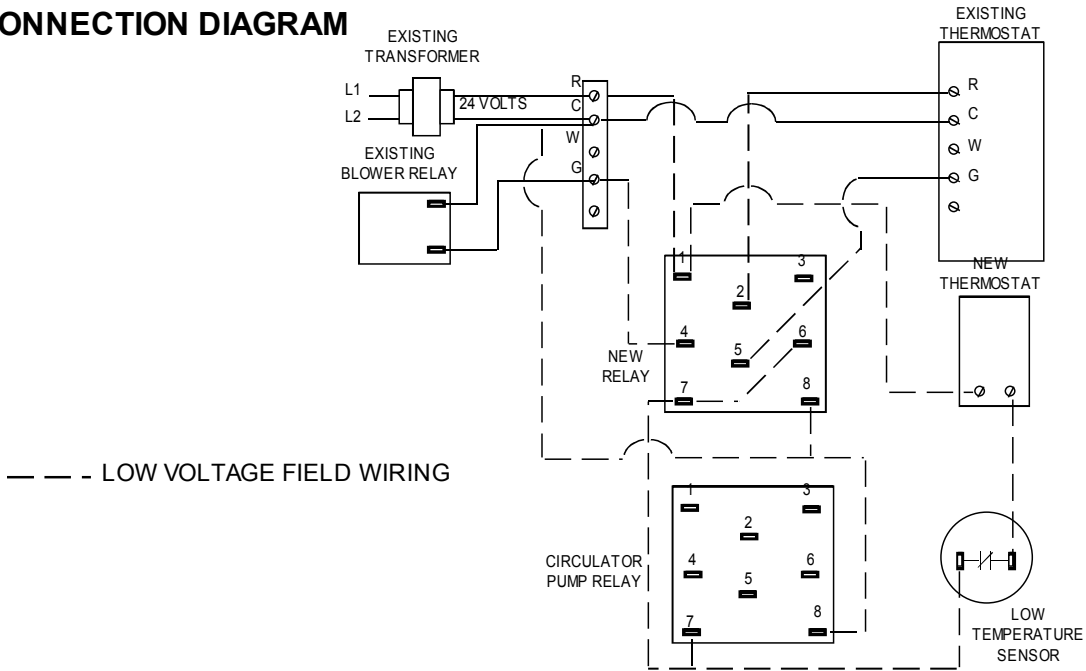 ONNECTION DIAGRAM
EXISTING
TRANSFORMER
L1
L2
24 VOLTS
R
C
W
G
EXISTING
BLOWER RELAY
EXISTING
THERMOSTAT
R
C
W
G
NEW
THERMOSTAT
1
2
3
4
5
6
7
8
NEW
RELAY
LOW VOLTAGE FIELD WIRING
1
2
3
4
5
6
7
8
CIRCULATOR
PUMP RELAY
LOW
TEMPERATURE
SENSOR